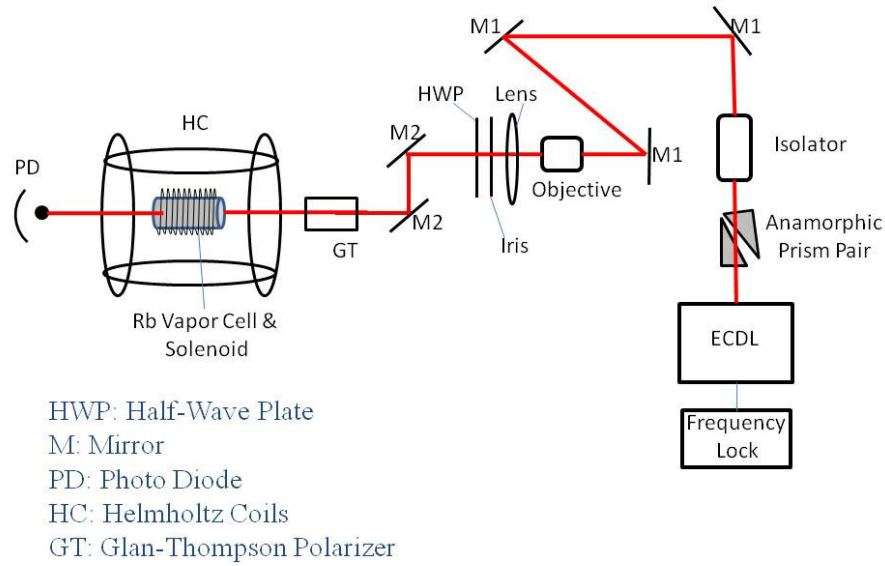 M1
M1
HWP
Lens
HC
M2
Isolator
PD
M1
Objective
M2
Anamorphic
Prism Pair
Iris
GT
Rb Vapor Cell &
Solenoid
ECDL
HWP: Half-Wave Plate
Frequency
Lock
M: Mirror
PD: Photo Diode
HC: Helmholtz Coils
GT: Glan-Thompson Polarizer